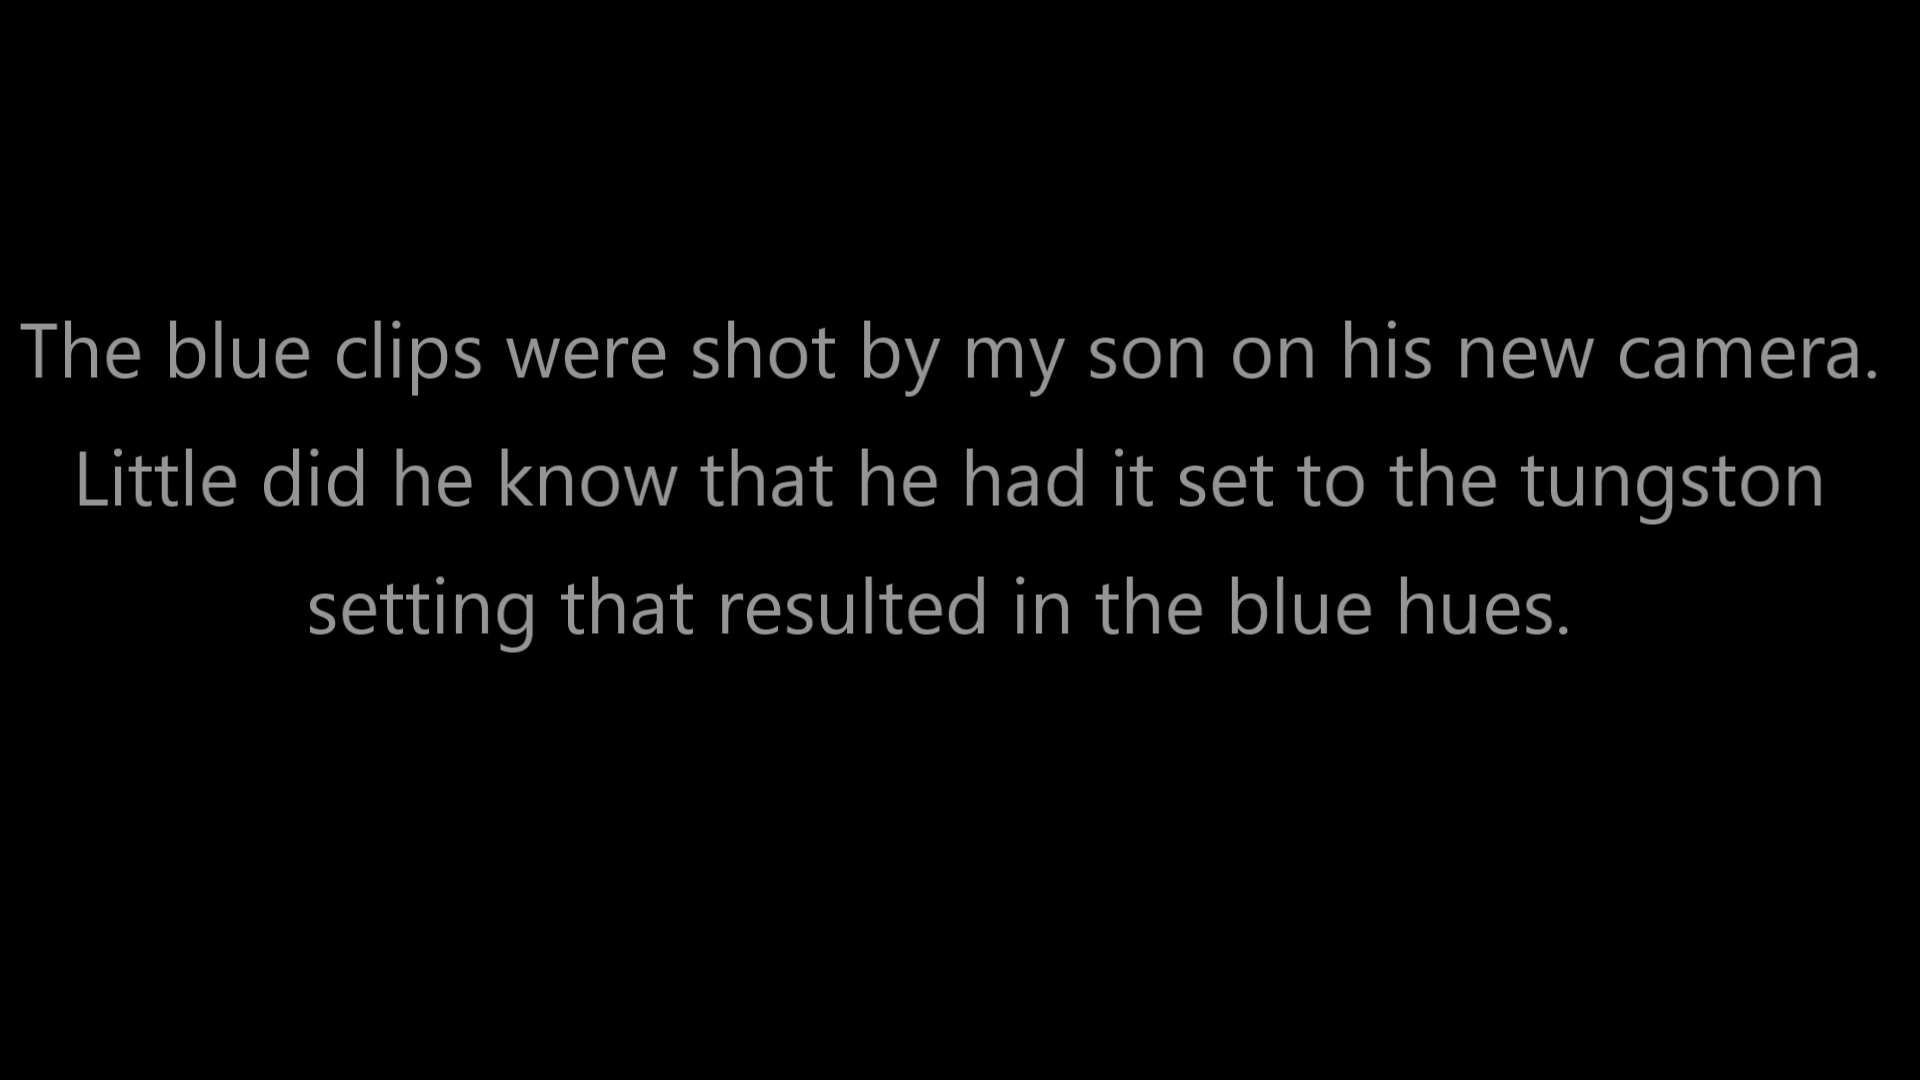 The blue clips were shot by my son on his new camera.
Little did he know that he had it set to the tungston
setting that resulted in the blue hues.